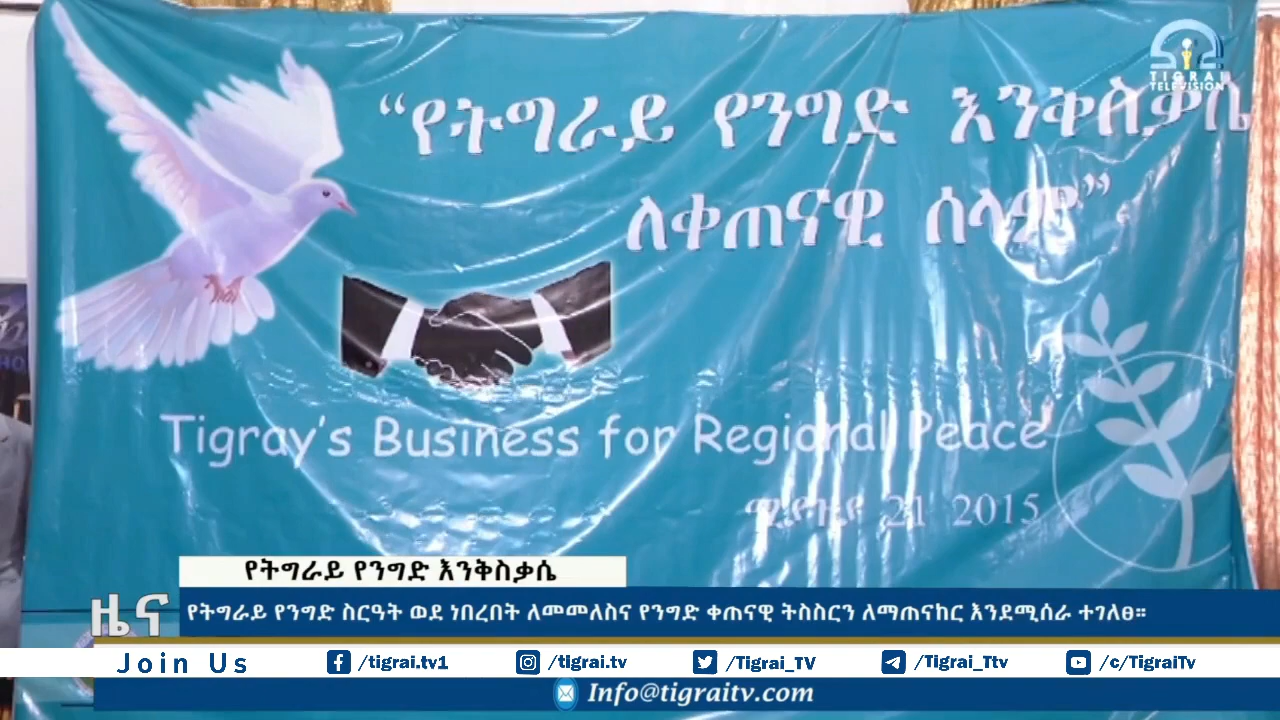 TIGRAI
TELEVISION
“የትግራይ የንግድ እንቅስቃሴ
ለቀጠናዊ ሰላም”
Tigray's Business for Regional Peace
ሚያዝያ 21 2015
የትግራይ የንግድ እንቅስቃሴ
ዜና
የትግራይ የንግድ ስርዓት ወደ ነበረበት ለመመለስና የንግድ ቀጠናዊ ትስስርን ለማጠናከር እንደሚሰራ ተገለፀ።
Join Us /tigrai.tv1 /tIgrai.tv /Tigrai_TV /Tigrai_Ttv /c/TigraiTv
Info@tigraitv.com